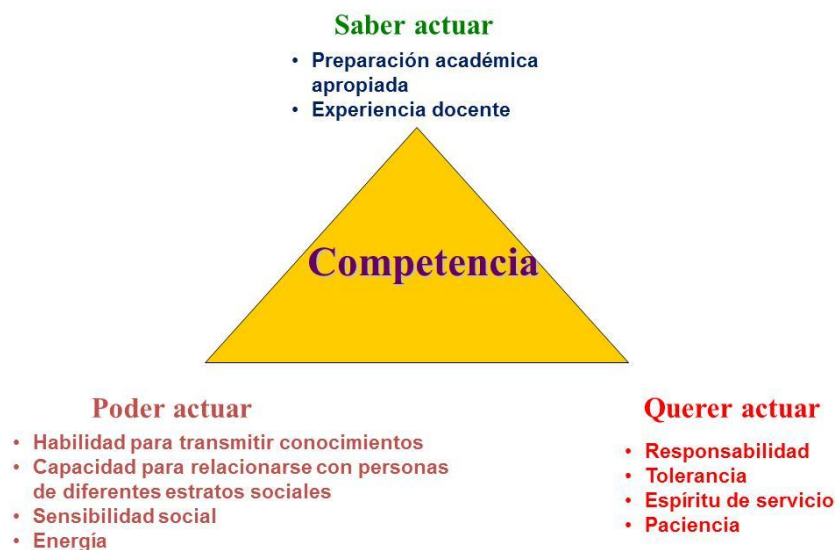 Saber actuar
• Preparación académica
apropiada
• Experiencia docente
Competencia
Poder actuar
• Habilidad para transmitir conocimientos
• Capacidad para relacionarse con personas
de diferentes estratos sociales
• Sensibilidad social
• Energía
Querer actuar
• Responsabilidad
• Tolerancia
• Espíritu de servicio
• Paciencia